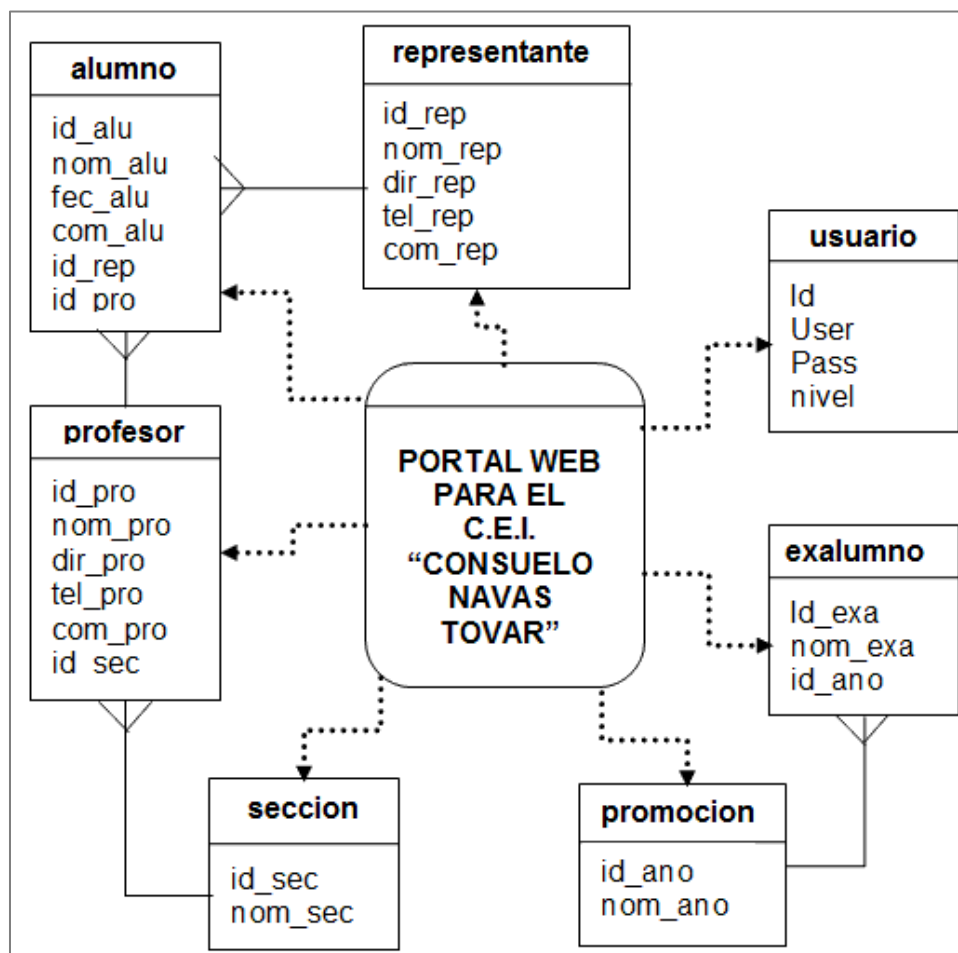 alumno
id_alu
nom_alu
fec_alu
com_alu
id_rep
id_pro
representante
id_rep
nom_rep
dir_rep
tel_rep
com_rep
usuario
Id
User
Pass
nivel
profesor
id_pro
nom_pro
dir_pro
tel_pro
com_pro
id_sec
PORTAL WEB
PARA EL
C.E.I.
“CONSUELO
NAVAS
TOVAR”
exalumno
Id_exa
nom_exa
id_ano
seccion
id_sec
nom_sec
promocion
id_ano
nom_ano